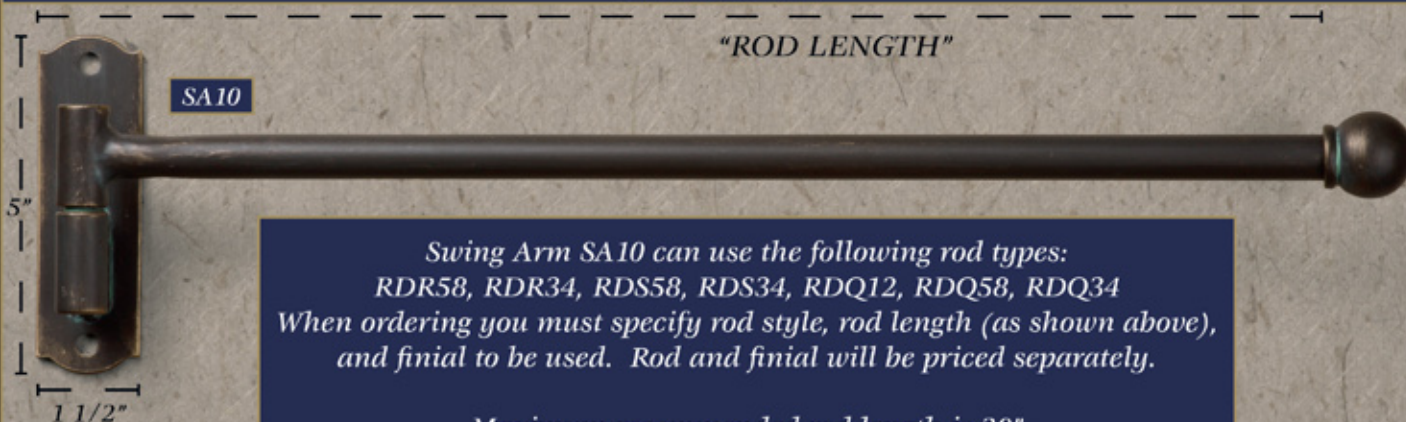 "ROD LENGTH"
SA10
5"
Swing Arm SA10 can use the following rod types:
RDR58, RDR34, RDS58, RDS34, RDQ12, RDQ58, RDQ34
When ordering you must specify rod style, rod length (as shown above),
and finial to be used. Rod and finial will be priced separately.
1 1/2"